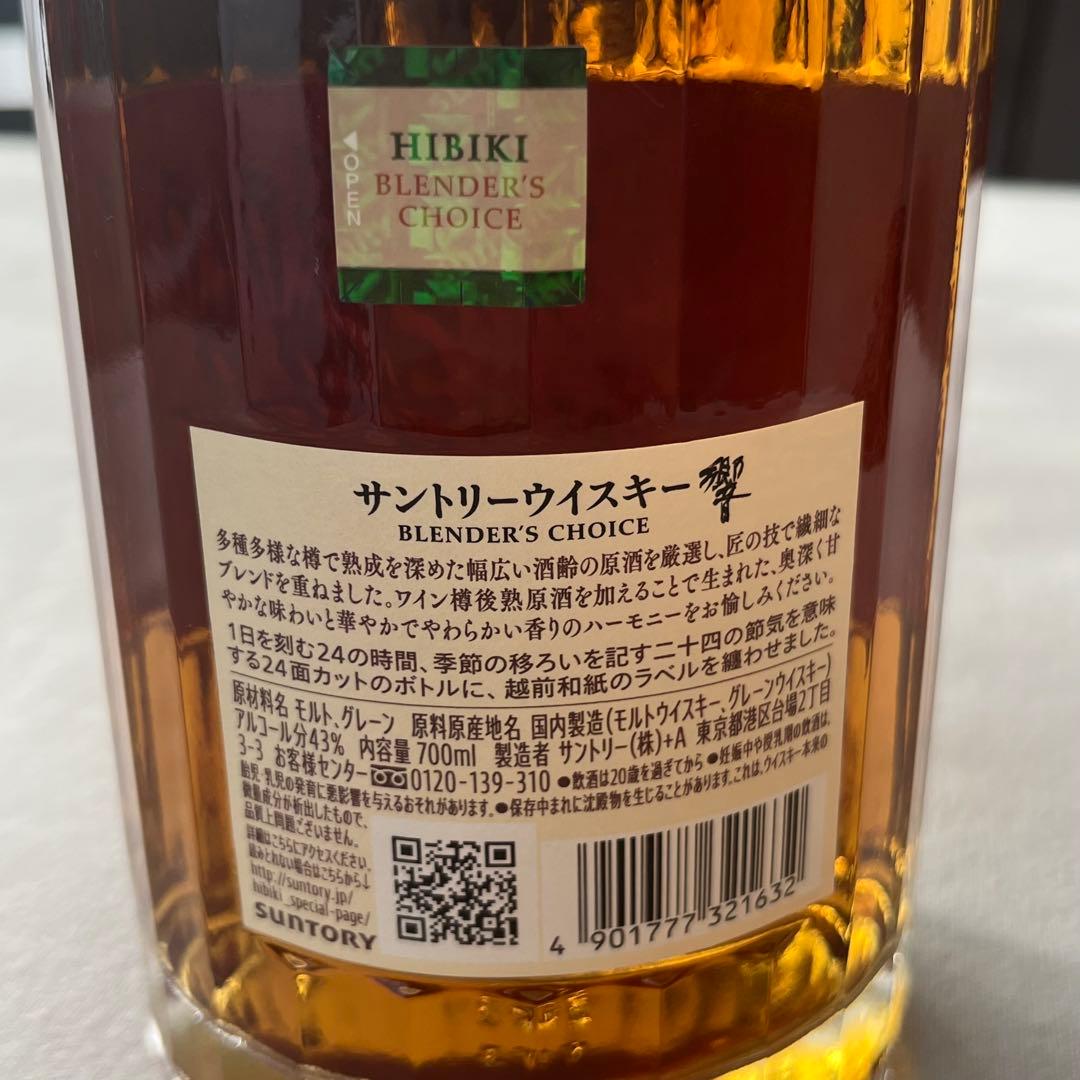 OPEN
HIBIKI
BLENDER'S
CHOICE
サントリーウイスキー 響
BLENDER'S CHOICE
多種多様な樽で熟成を深めた幅広い酒齢の原酒を厳選し、匠の技で繊細な
ブレンドを重ねました。ワイン樽後熟原酒を加えることで生まれた、奥深く甘
やかな味わいと華やかでやわらかい香りのハーモニーをお愉しみください。
1日を刻む24の時間、季節の移ろいを記す二十四の節気を意味
する24面カットのボトルに、越前和紙のラベルを纏わせました。
原材料名 モルト、グレーン 原料原産地名 国内製造(モルトウイスキー、グレーンウイスキー)
アルコール分43% 内容量 700ml 製造者 サントリー(株)+A 東京都港区台場2丁目
3-3 お客様センター 0120-139-310 ●飲酒は20歳を過ぎてから ●妊娠中や授乳期の飲酒は、
胎児・乳児の発育に悪影響を与えるおそれがあります。●保存中まれに沈殿物を生じることがあります。これは、ウイスキー本来の
微量成分が析出したもので、
品質上問題ございません。
詳細はこちらにアクセスください。
読みとれない場合はこちらから↓
http://suntory.jp/
hibiki_special-page/
SUNTORY
4 901777 321632